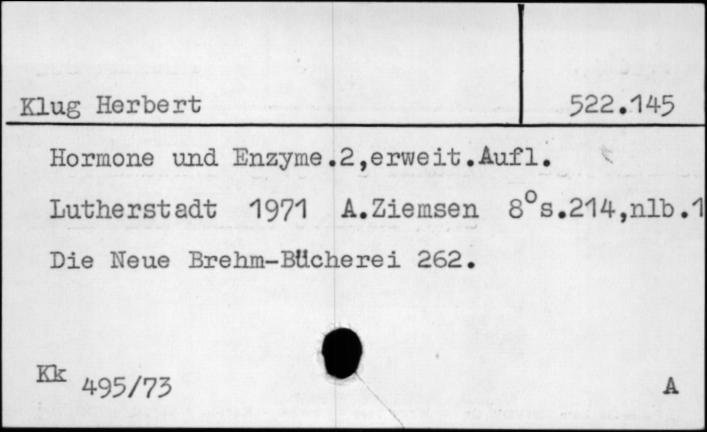 Klug Herbert 522.145
Hormone und Enzyme.2,erweit.Aufl.
Lutherstadt 1971 A.Ziemsen 8°s.214,nlb.1
Die Neue Brehm-Bücherei 262.
Kk 495/73 A